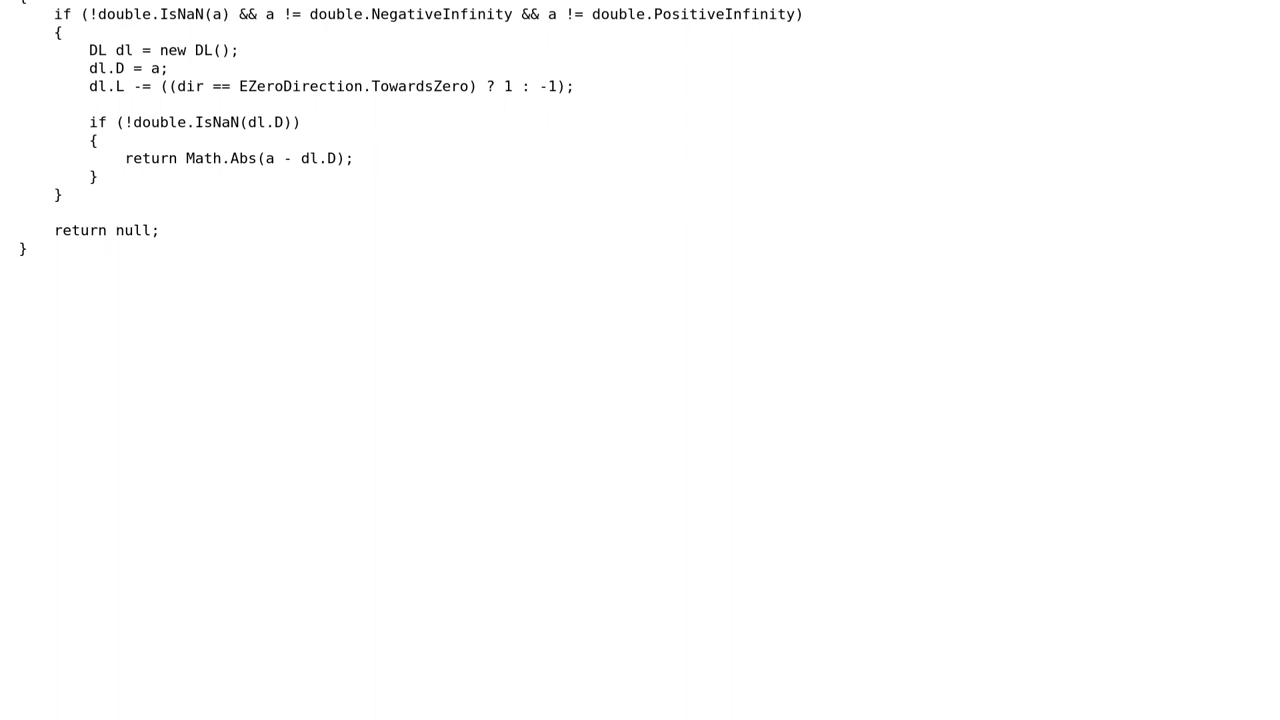 {
if (!double.IsNaN(a) && a != double.NegativeInfinity && a != double.PositiveInfinity)
{
DL dl = new DL();
dl.D = a;
dl.L -= ((dir == EZeroDirection.TowardsZero) ? 1 : -1);
if (!double.IsNaN(dl.D))
{
return Math.Abs(a - dl.D);
}
}
return null;
}